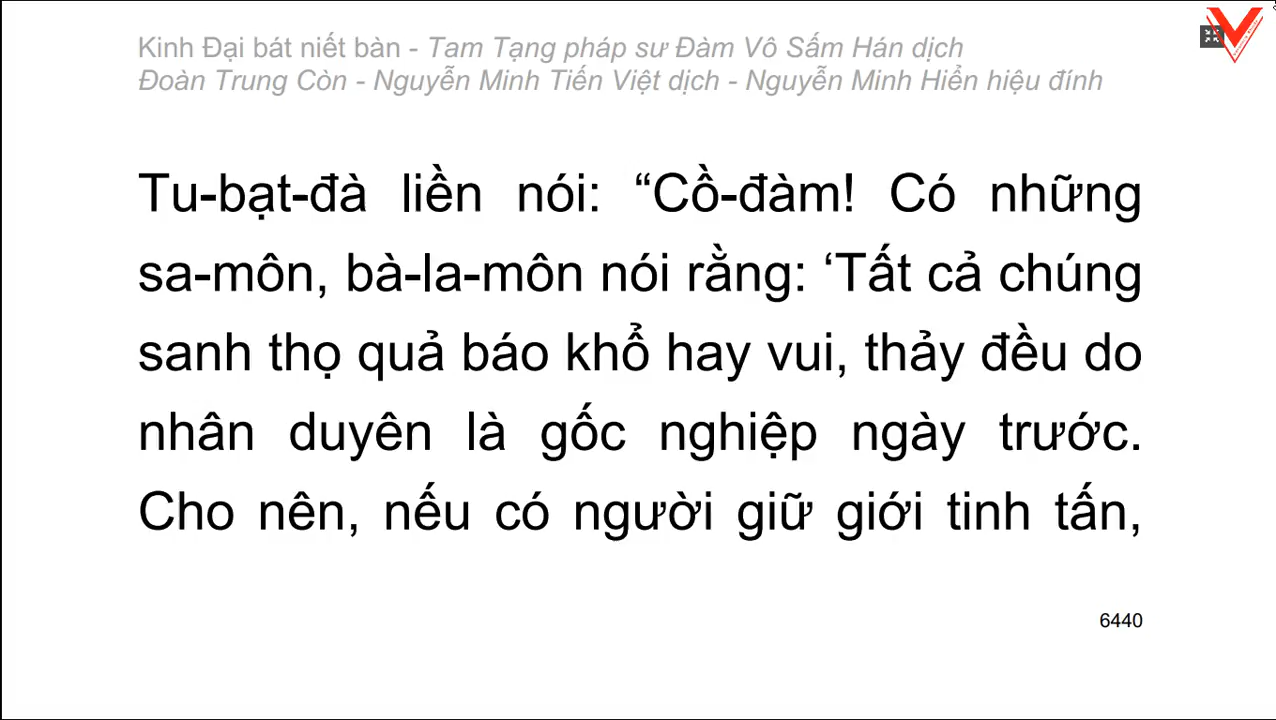 Kinh Đại bát niết bàn - Tam Tạng pháp sư Đàm Vô Sấm Hán dịch
Đoàn Trung Còn - Nguyễn Minh Tiến Việt dịch - Nguyễn Minh Hiển hiệu đính
Tu-bạt-đà liền nói: “Cồ-đàm! Có những
sa-môn, bà-la-môn nói rằng: ‘Tất cả chúng
sanh thọ quả báo khổ hay vui, thảy đều do
nhân duyên là gốc nghiệp ngày trước.
Cho nên, nếu có người giữ giới tinh tấn,
6440